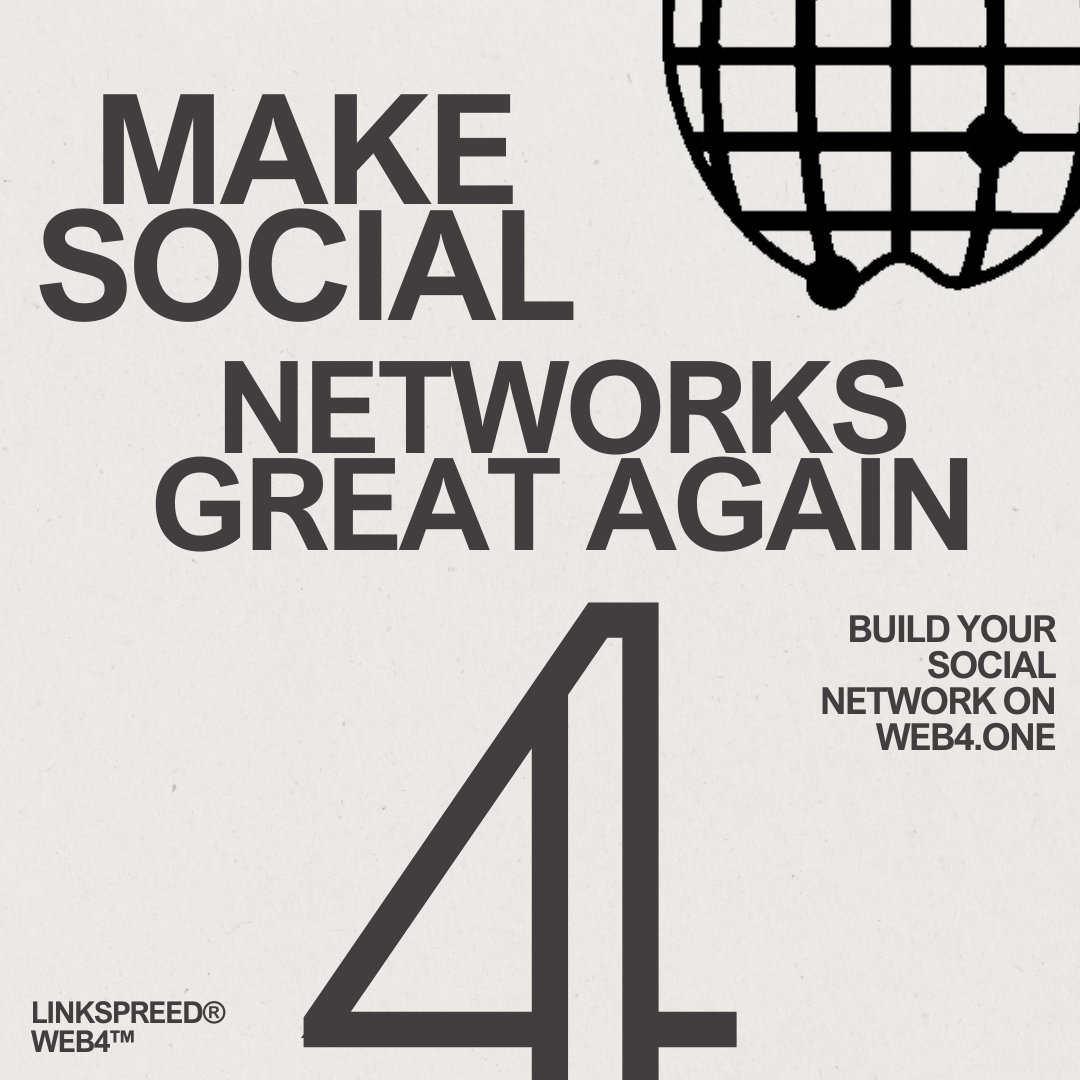 MAKE
SOCIAL
NETWORKS
GREAT AGAIN
4
BUILD YOUR
SOCIAL
NETWORK ON
WEB4.ONE
LINKSPREED®
WEB4™